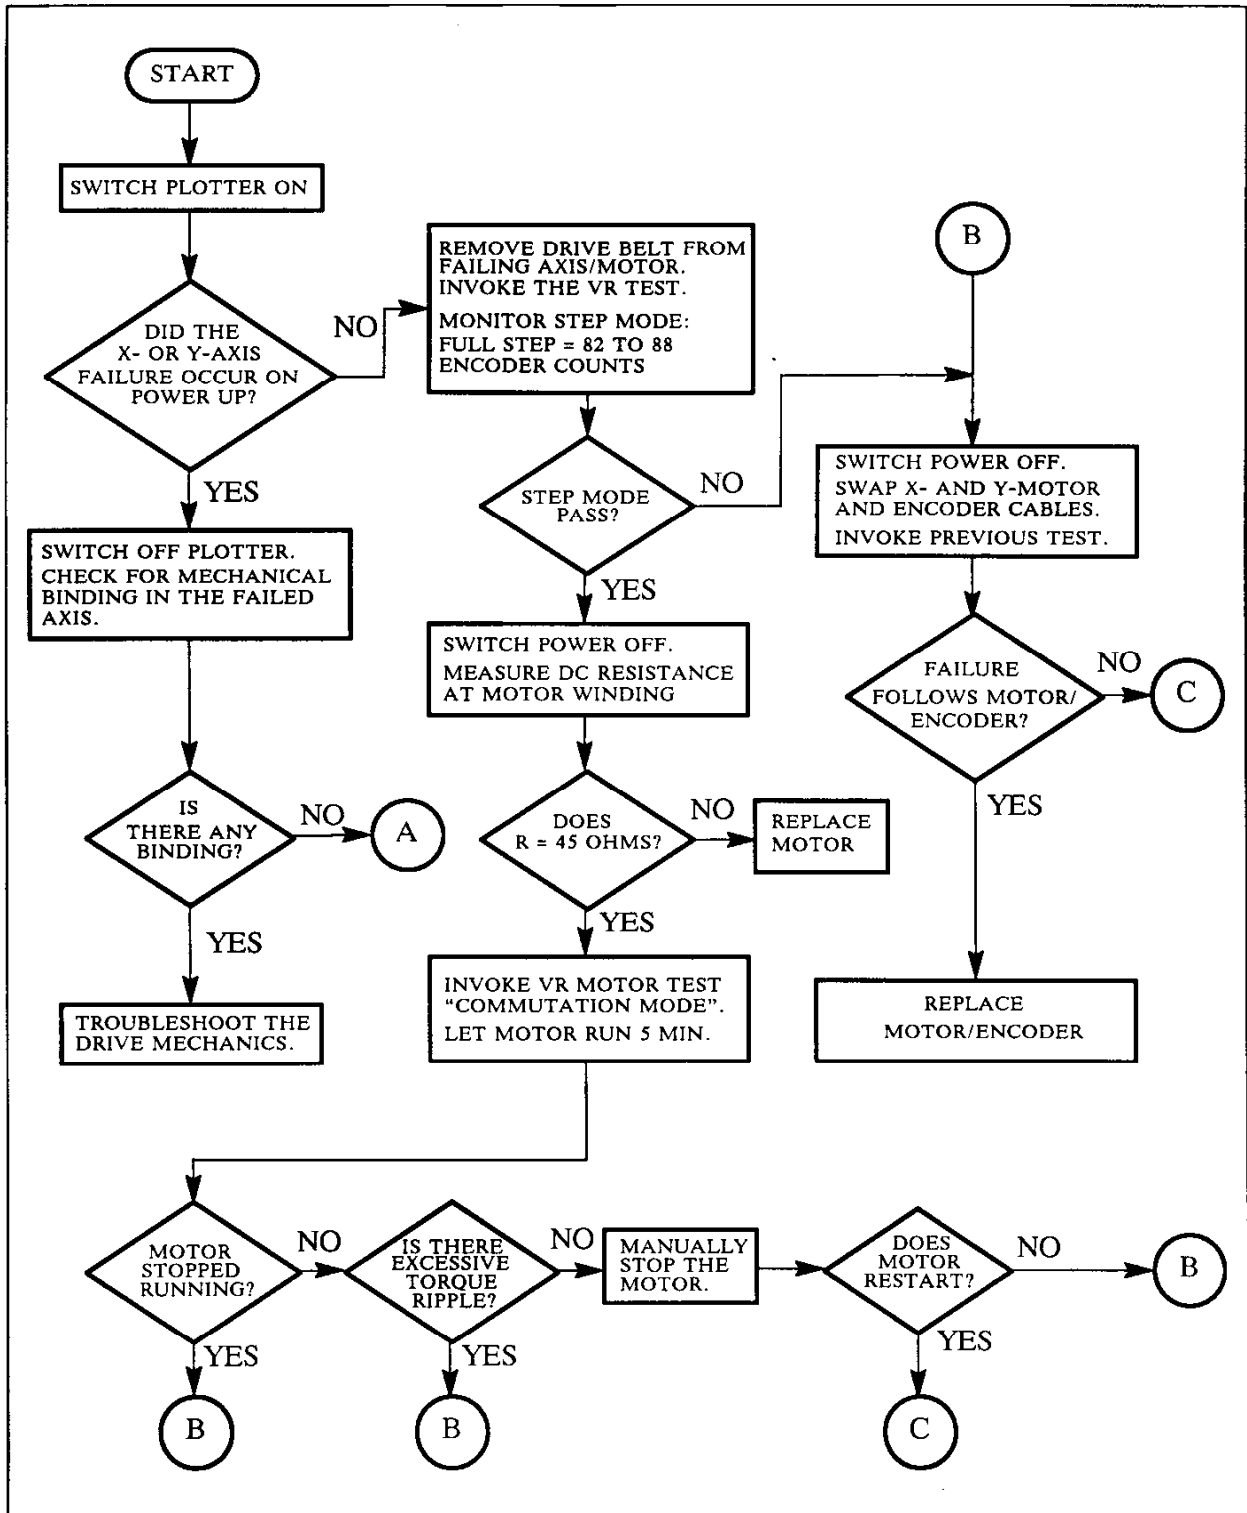 START
SWITCH PLOTTER ON
DID THE
X- OR Y-AXIS
FAILURE OCCUR ON
POWER UP?
NO
YES
SWITCH OFF PLOTTER.
CHECK FOR MECHANICAL
BINDING IN THE FAILED
AXIS.
IS
THERE ANY
BINDING?
NO
A
YES
TROUBLESHOOT THE
DRIVE MECHANICS.
REMOVE DRIVE BELT FROM
FAILING AXIS/MOTOR.
INVOKE THE VR TEST.
MONITOR STEP MODE:
FULL STEP = 82 TO 88
ENCODER COUNTS
STEP MODE
PASS?
NO
YES
SWITCH POWER OFF.
MEASURE DC RESISTANCE
AT MOTOR WINDING
DOES
R = 45 OHMS?
NO
REPLACE
MOTOR
YES
INVOKE VR MOTOR TEST
“COMMUTATION MODE”.
LET MOTOR RUN 5 MIN.
B
SWITCH POWER OFF.
SWAP X- AND Y-MOTOR
AND ENCODER CABLES.
INVOKE PREVIOUS TEST.
FAILURE
FOLLOWS MOTOR/
ENCODER?
NO
C
YES
REPLACE
MOTOR/ENCODER
MOTOR
STOPPED
RUNNING?
NO
YES
B
IS THERE
EXCESSIVE
TORQUE
RIPPLE?
NO
YES
B
MANUALLY
STOP THE
MOTOR.
DOES
MOTOR
RESTART?
NO
B
YES
C